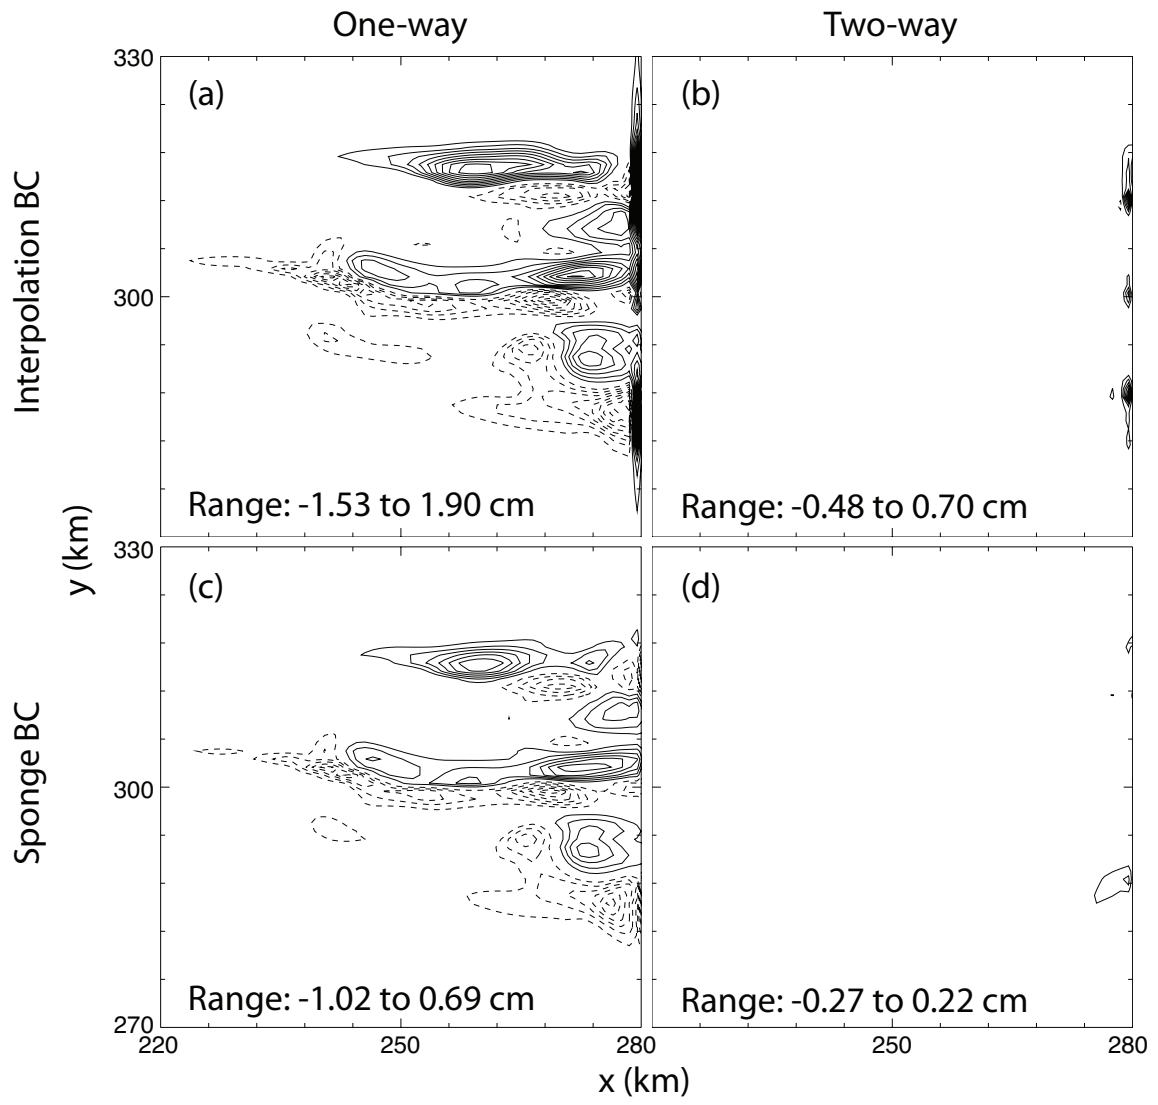 One-way
Two-way
Interpolation BC
330
(a)
(b)
300
Range: -1.53 to 1.90 cm
Range: -0.48 to 0.70 cm
y (km)
Sponge BC
330
(c)
(d)
300
Range: -1.02 to 0.69 cm
Range: -0.27 to 0.22 cm
270
220
250
280
250
280
x (km)